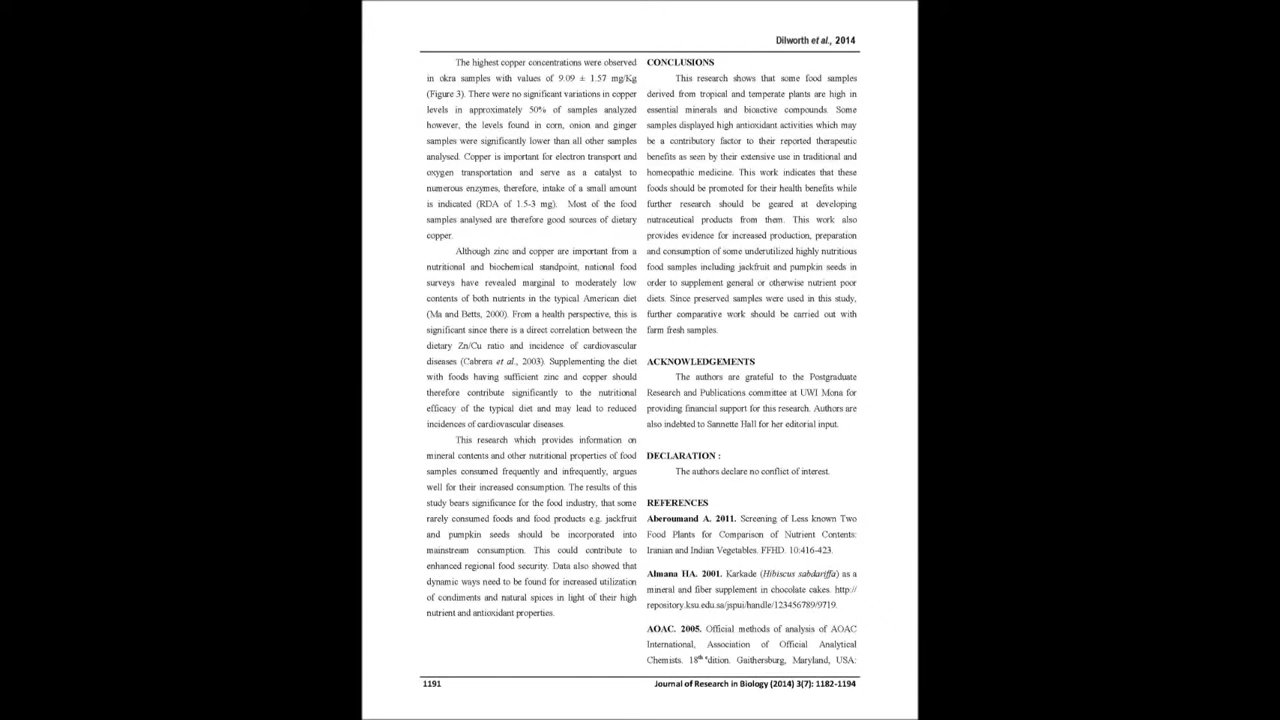 Dilworth et al., 2014
The highest copper concentrations were observed
in okra samples with values of 9.09 ± 1.57 mg/Kg
(Figure 3). There were no significant variations in copper
levels in approximately 50% of samples analyzed
however, the levels found in corn, onion and ginger
samples were significantly lower than all other samples
analysed. Copper is important for electron transport and
oxygen transportation and serve as a catalyst to
numerous enzymes, therefore, intake of a small amount
is indicated (RDA of 1.5-3 mg). Most of the food
samples analysed are therefore good sources of dietary
copper.
Although zinc and copper are important from a
nutritional and biochemical standpoint, national food
surveys have revealed marginal to moderately low
contents of both nutrients in the typical American diet
(Ma and Betts, 2000). From a health perspective, this is
significant since there is a direct correlation between the
dietary Zn/Cu ratio and incidence of cardiovascular
diseases (Cabrera et al., 2003). Supplementing the diet
with foods having sufficient zinc and copper should
therefore contribute significantly to the nutritional
efficacy of the typical diet and may lead to reduced
incidences of cardiovascular diseases.
This research which provides information on
mineral contents and other nutritional properties of food
samples consumed frequently and infrequently, argues
well for their increased consumption. The results of this
study bears significance for the food industry, that some
rarely consumed foods and food products e.g. jackfruit
and pumpkin seeds should be incorporated into
mainstream consumption. This could contribute to
enhanced regional food security. Data also showed that
dynamic ways need to be found for increased utilization
of condiments and natural spices in light of their high
nutrient and antioxidant properties.
CONCLUSIONS
This research shows that some food samples
derived from tropical and temperate plants are high in
essential minerals and bioactive compounds. Some
samples displayed high antioxidant activities which may
be a contributory factor to their reported therapeutic
benefits as seen by their extensive use in traditional and
homeopathic medicine. This work indicates that these
foods should be promoted for their health benefits while
further research should be geared at developing
nutraceutical products from them. This work also
provides evidence for increased production, preparation
and consumption of some underutilized highly nutritious
food samples including jackfruit and pumpkin seeds in
order to supplement general or otherwise nutrient poor
diets. Since preserved samples were used in this study,
further comparative work should be carried out with
farm fresh samples.
ACKNOWLEDGEMENTS
The authors are grateful to the Postgraduate
Research and Publications committee at UWI Mona for
providing financial support for this research. Authors are
also indebted to Sannette Hall for her editorial input.
DECLARATION :
The authors declare no conflict of interest.
REFERENCES
Aberoumand A. 2011. Screening of Less known Two
Food Plants for Comparison of Nutrient Contents:
Iranian and Indian Vegetables. FFHD. 10:416-423.
Almana HA. 2001. Karkade (Hibiscus sabdariffa) as a
mineral and fiber supplement in chocolate cakes. http://
repository.ksu.edu.sa/jspui/handle/123456789/9719.
AOAC. 2005. Official methods of analysis of AOAC
International, Association of Official Analytical
Chemists. 18th edition. Gaithersburg, Maryland, USA:
1191
Journal of Research in Biology (2014) 3(7): 1182-1194